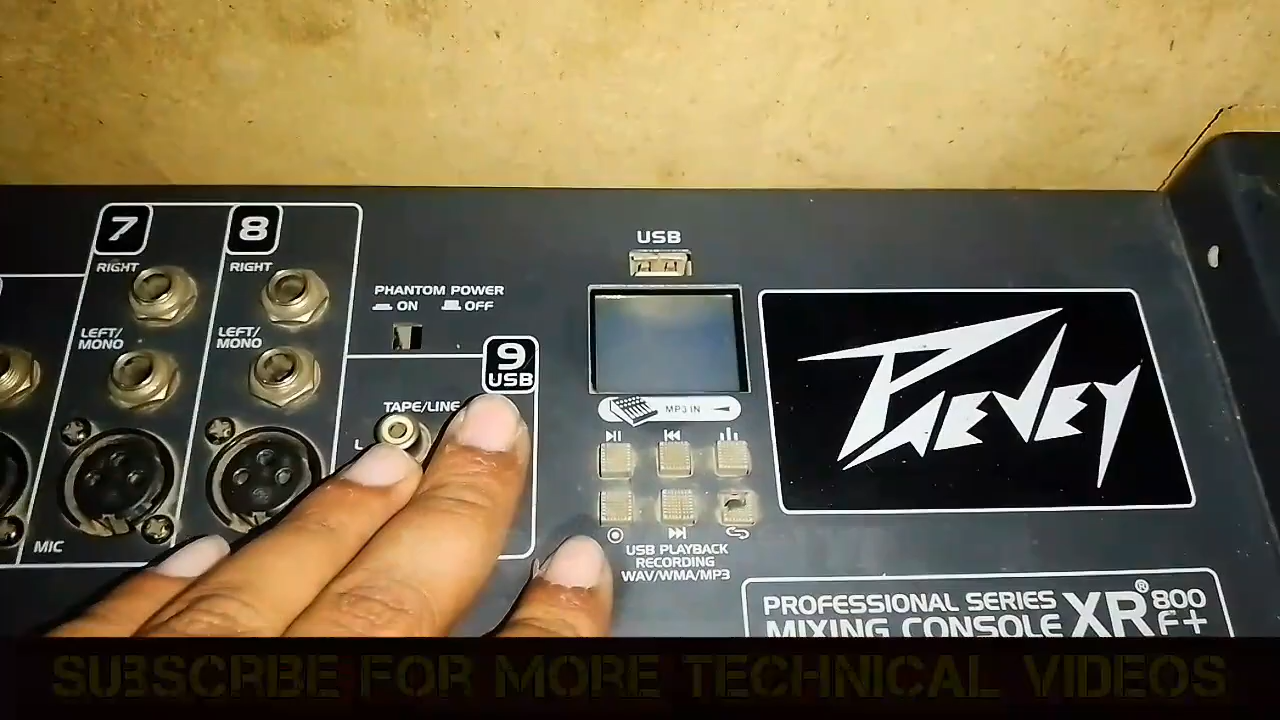 7
8
RIGHT
RIGHT
LEFT/
MONO
LEFT/
MONO
MIC
PHANTOM POWER
ON OFF
9
USB
TAPE/LINE
L
USB
MP3 IN
USB PLAYBACK
RECORDING
WAV/WMA/MP3
PAEVEY
PROFESSIONAL SERIES
MIXING CONSOLE
XR® 800
F+
SUBSCRBE FOR MORE TECHNICAL VIDEOS